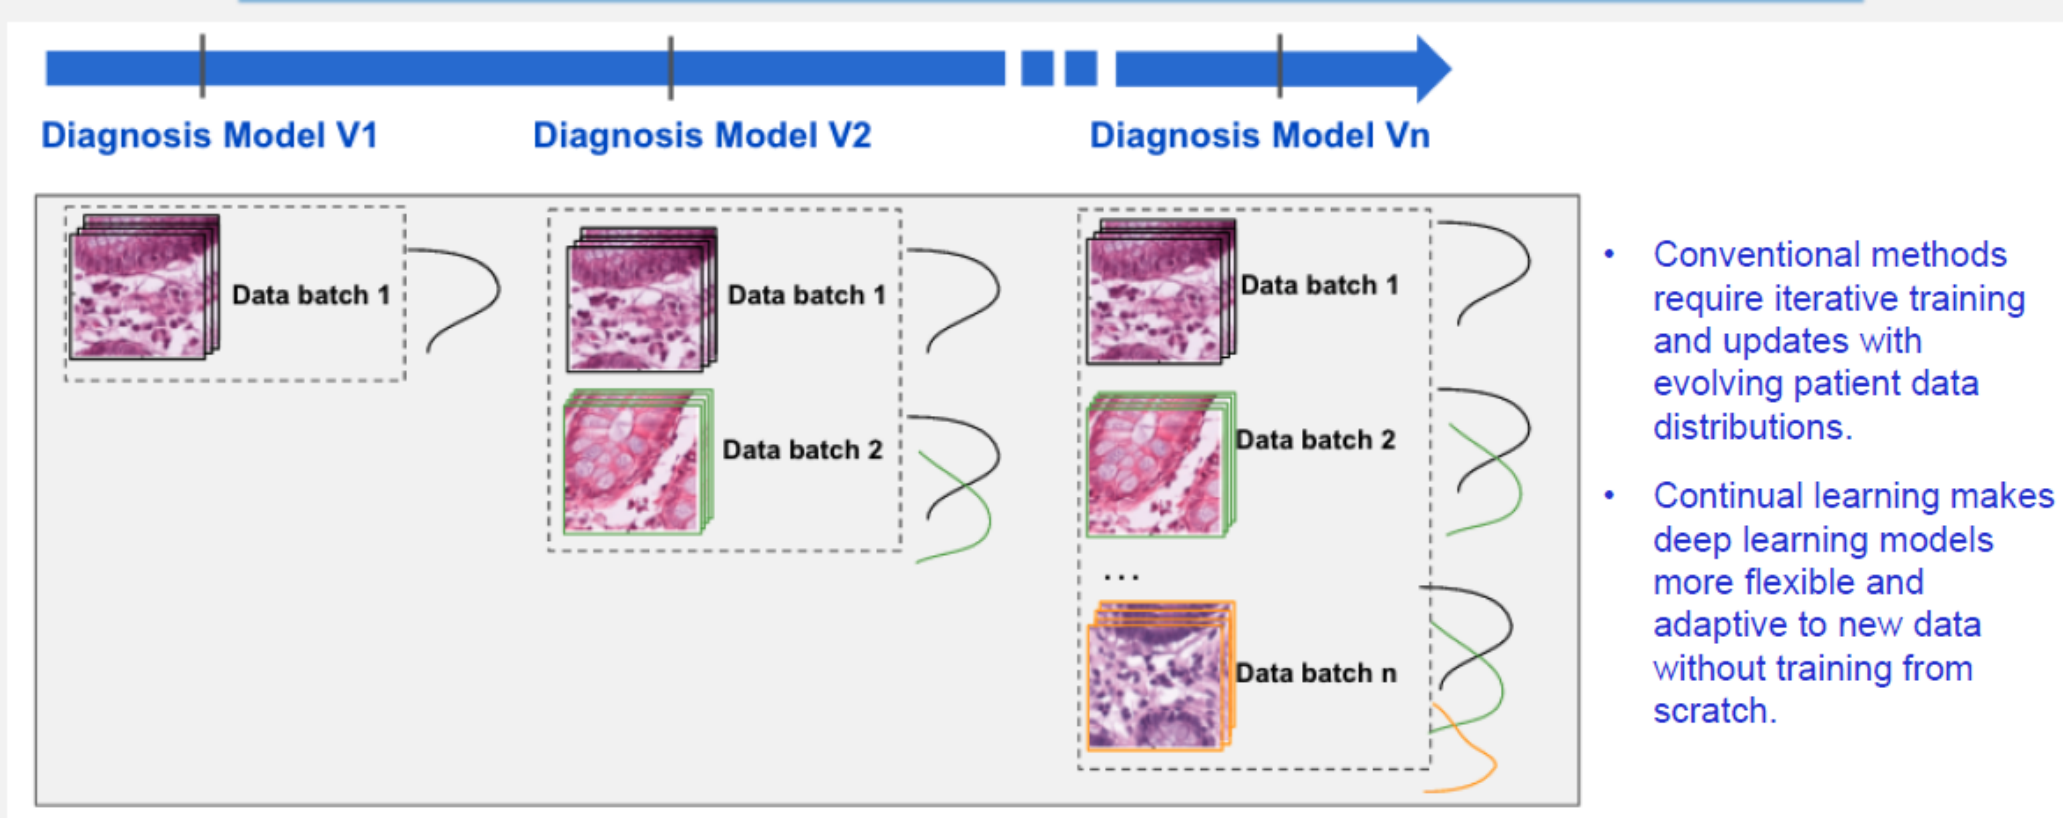 Diagnosis Model V1
Diagnosis Model V2
Diagnosis Model Vn
Data batch 1
Data batch 1
Data batch 2
Data batch 1
Data batch 2
...
Data batch n
• Conventional methods
require iterative training
and updates with
evolving patient data
distributions.
• Continual learning makes
deep learning models
more flexible and
adaptive to new data
without training from
scratch.